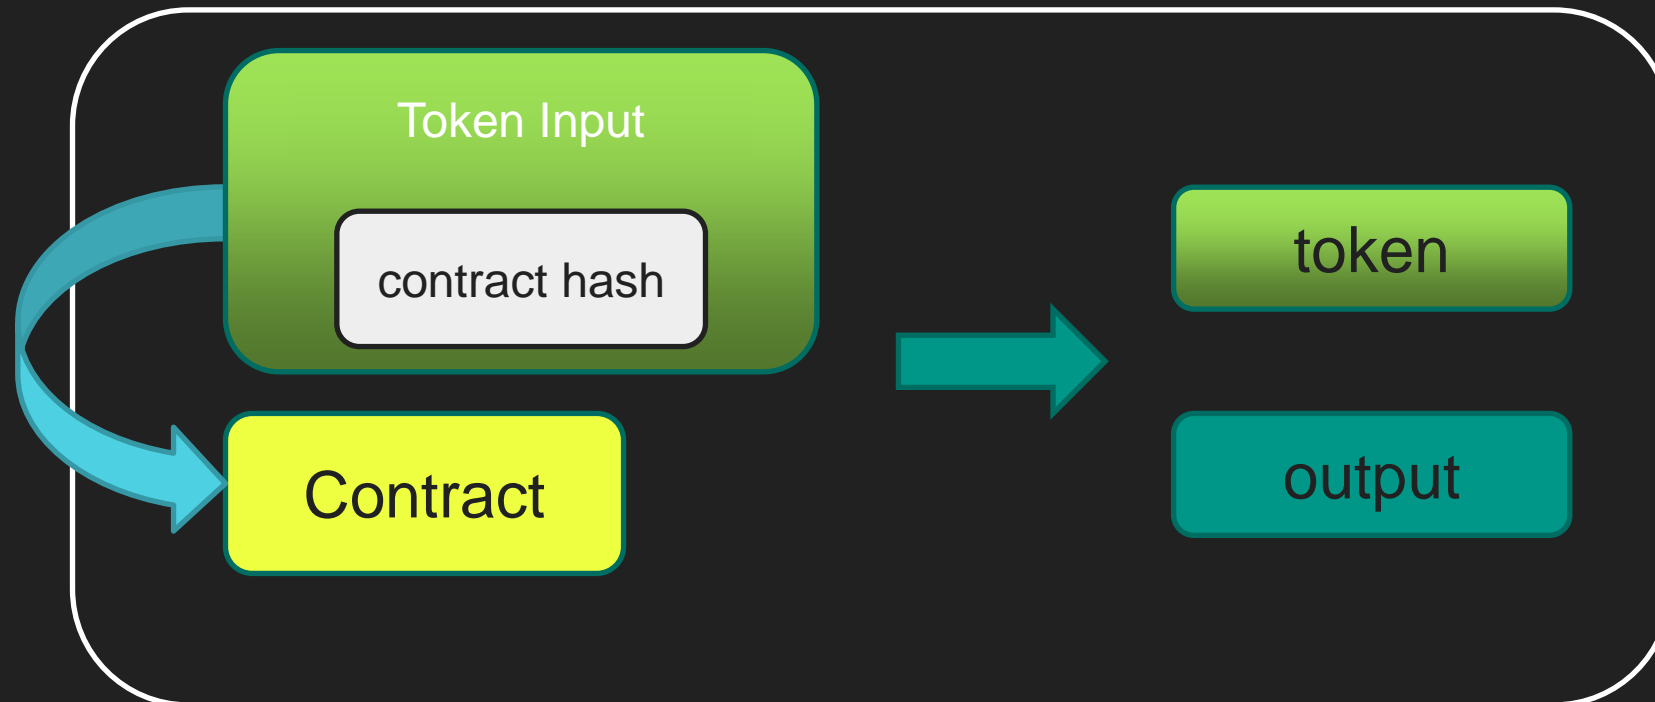 Token Input
contract hash
Contract
token
output